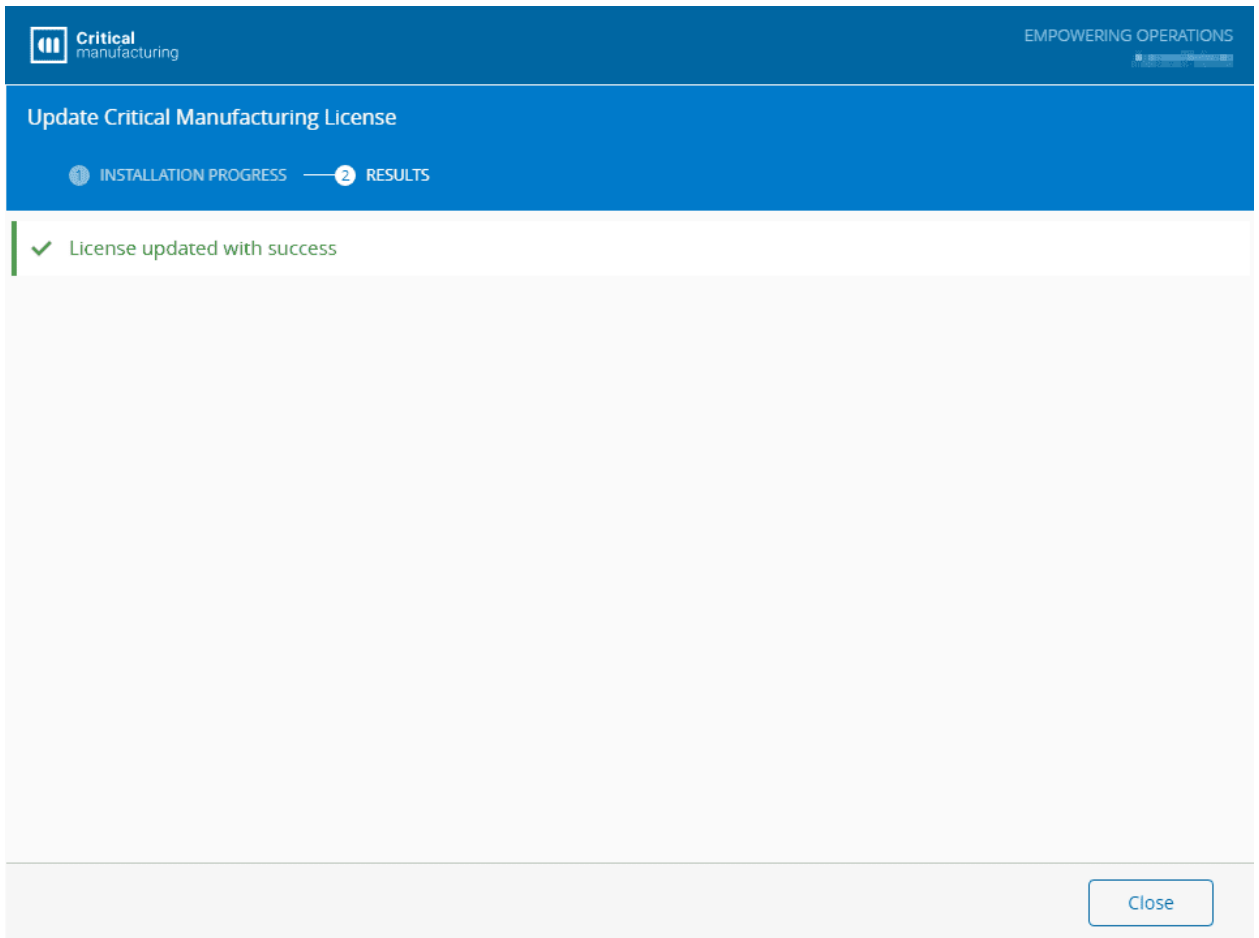 Critical
manufacturing
EMPOWERING OPERATIONS
Update Critical Manufacturing License
1 INSTALLATION PROGRESS 2 RESULTS
License updated with success
Close